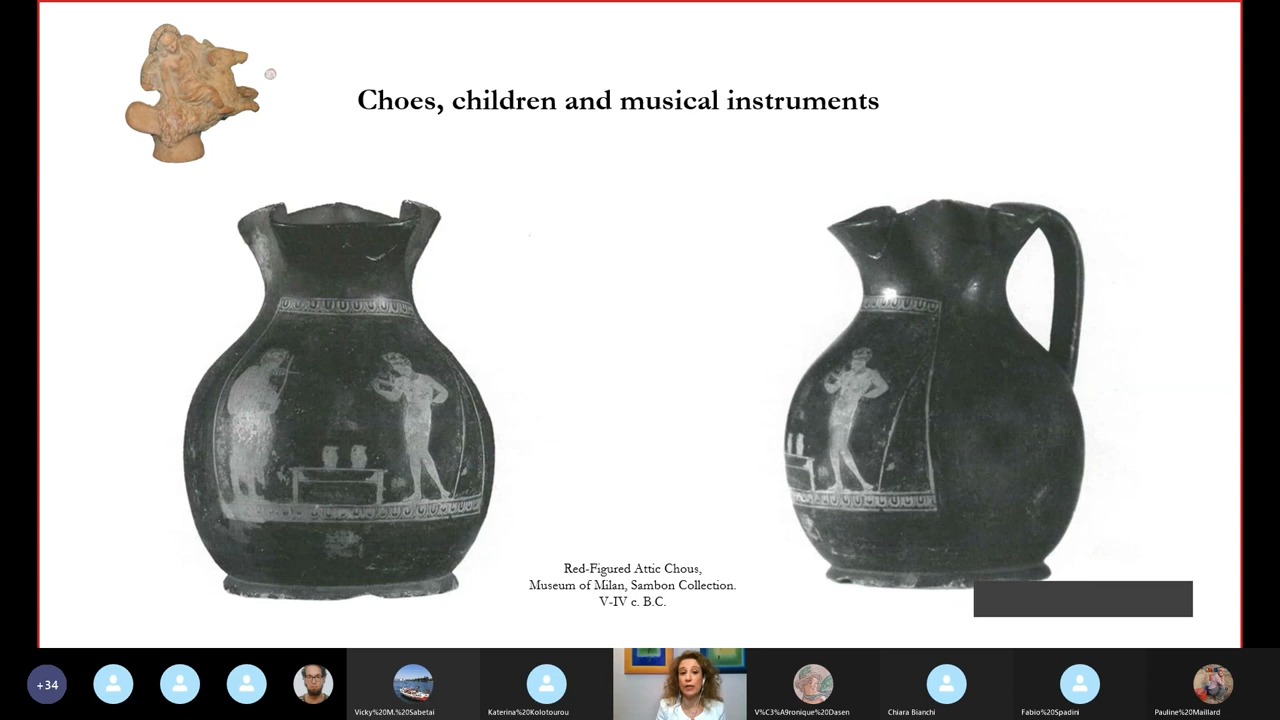 Choes, children and musical instruments
Red-Figured Attic Chous,
Museum of Milan, Sambon Collection.
V-IV c. B.C.
+34
Vicky%20M.%20Sabetai
Katerina%20Kolotourou
V%C3%A9ronique%20Dasen
Chiara Bianchi
Fabio%20Spadini
Pauline%20Maillard